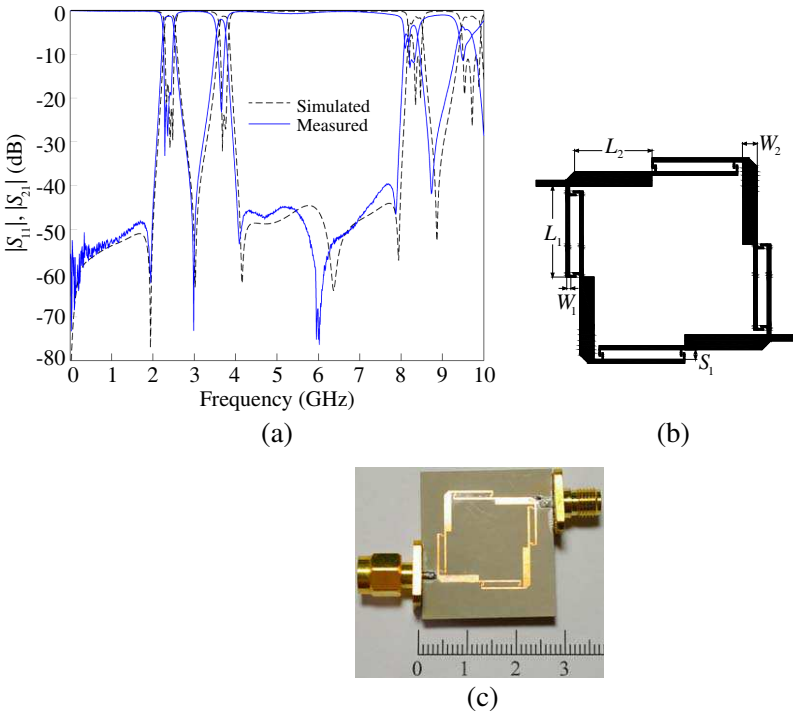 0
-10
-20
-30
-40
-50
-60
-70
-80
|S11|, |S21| (dB)
Simulated
Measured
0 1 2 3 4 5 6 7 8 9 10
Frequency (GHz)
(a)
L2
W2
L1
W1
S1
(b)
0 1 2 3
(c)